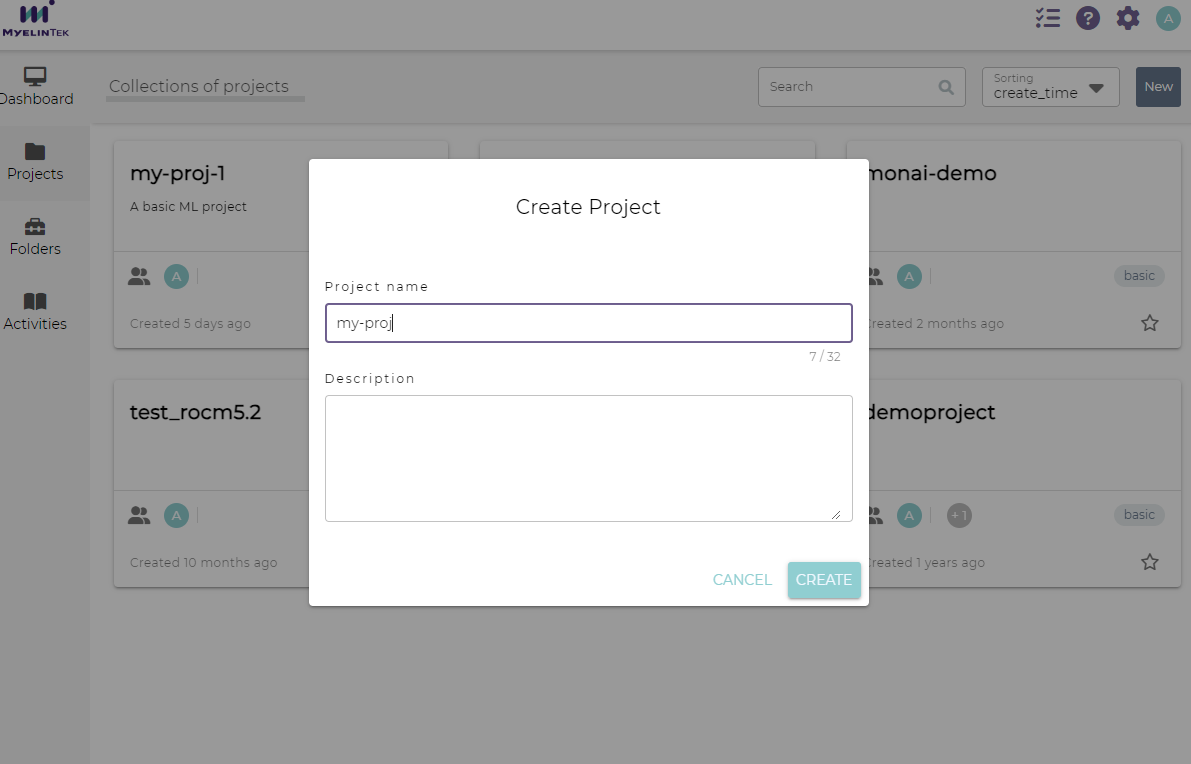 MYELINTEK
A
Dashboard
Projects
Folders
Activities
Collections of projects
Search
Sorting
create_time
New
my-proj-1
A basic ML project
A
Created 5 days ago
monai-demo
A
basic
Created 2 months ago
test_rocm5.2
A
Created 10 months ago
demoproject
A
+1
basic
Created 1 years ago
Create Project
Project name
my-proj
7 / 32
Description
CANCEL
CREATE